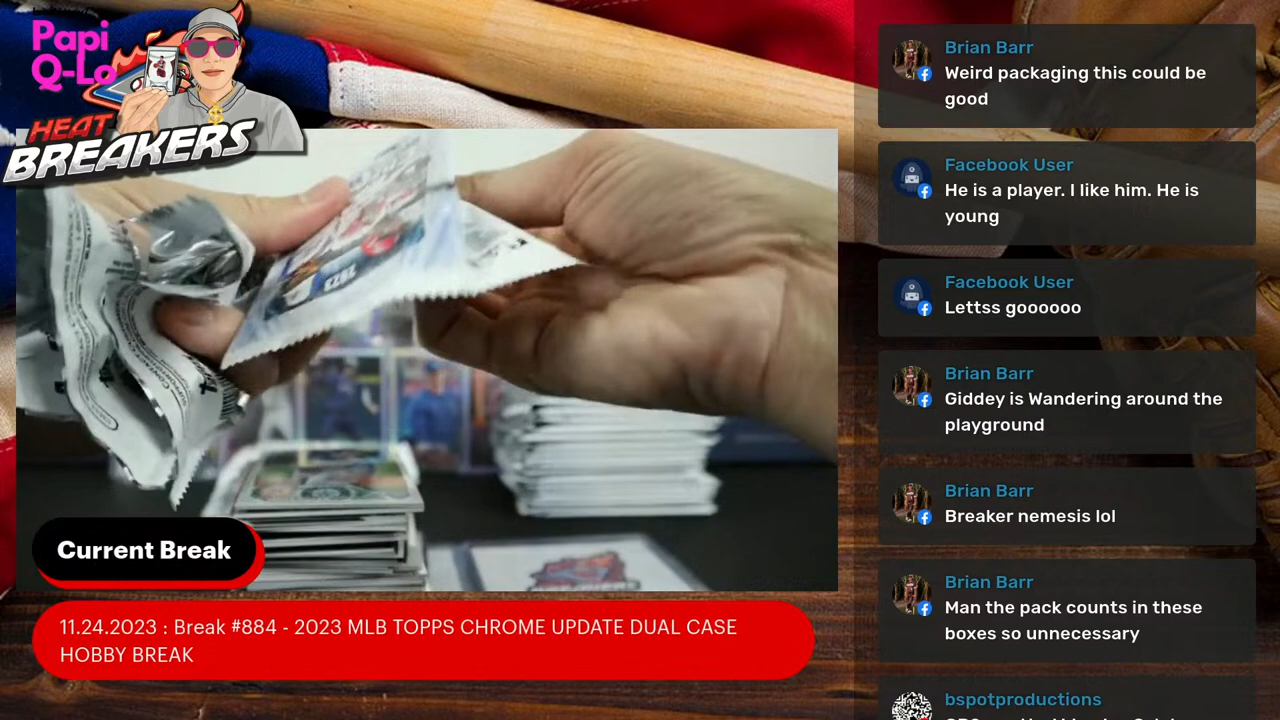 Papi
Q-Lo
HEAT
BREAKERS
Current Break
11.24.2023 : Break #884 - 2023 MLB TOPPS CHROME UPDATE DUAL CASE
HOBBY BREAK
Brian Barr
Weird packaging this could be
good
Facebook User
He is a player. I like him. He is
young
Facebook User
Lettss goooooo
Brian Barr
Giddey is Wandering around the
playground
Brian Barr
Breaker nemesis lol
Brian Barr
Man the pack counts in these
boxes so unnecessary
bspotproductions